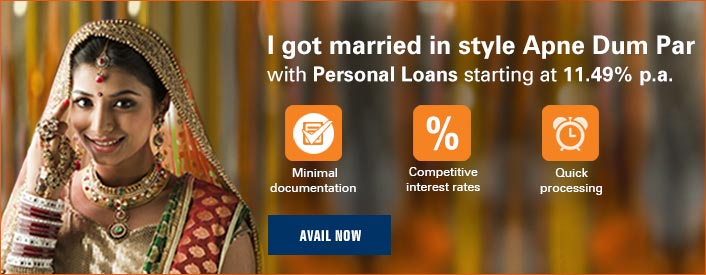 I got married in style Apne Dum Par
with Personal Loans starting at 11.49% p.a.
%
Minimal
documentation
Competitive
interest rates
Quick
processing
AVAIL NOW